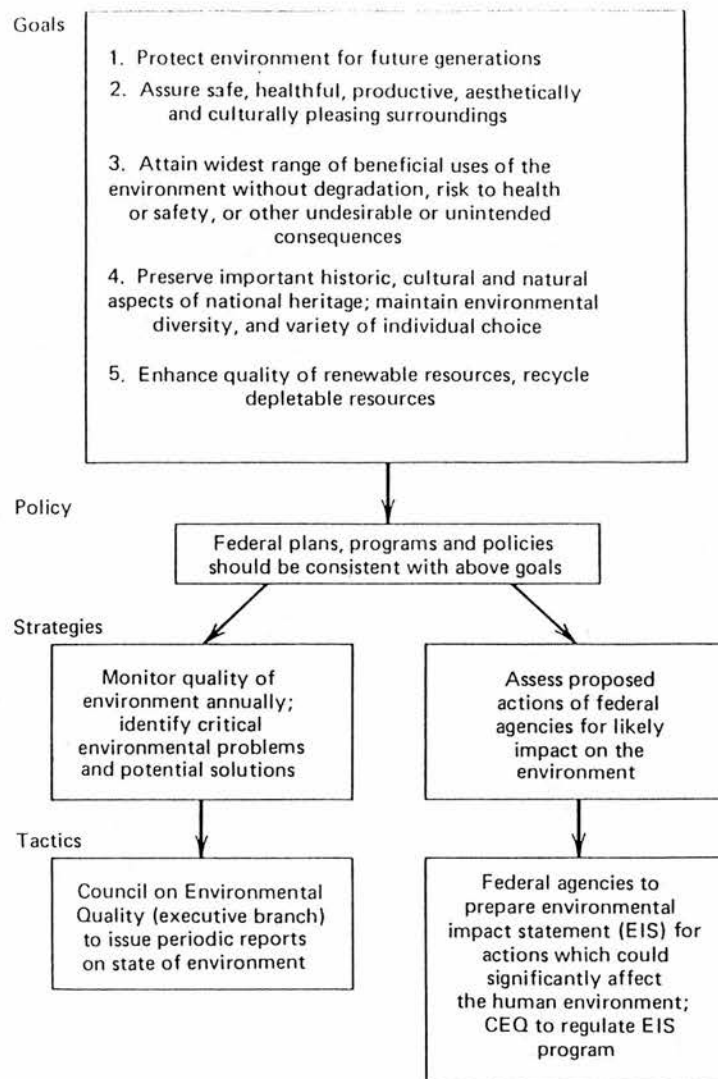 Goals
1. Protect environment for future generations
2. Assure safe, healthful, productive, aesthetically
and culturally pleasing surroundings
3. Attain widest range of beneficial uses of the
environment without degradation, risk to health
or safety, or other undesirable or unintended
consequences
4. Preserve important historic, cultural and natural
aspects of national heritage; maintain environmental
diversity, and variety of individual choice
5. Enhance quality of renewable resources, recycle
depletable resources
Policy
Federal plans, programs and policies
should be consistent with above goals
Strategies
Monitor quality of
environment annually;
identify critical
environmental problems
and potential solutions
Assess proposed
actions of federal
agencies for likely
impact on the
environment
Tactics
Council on Environmental
Quality (executive branch)
to issue periodic reports
on state of environment
Federal agencies to
prepare environmental
impact statement (EIS) for
actions which could
significantly affect
the human environment;
CEQ to regulate EIS
program